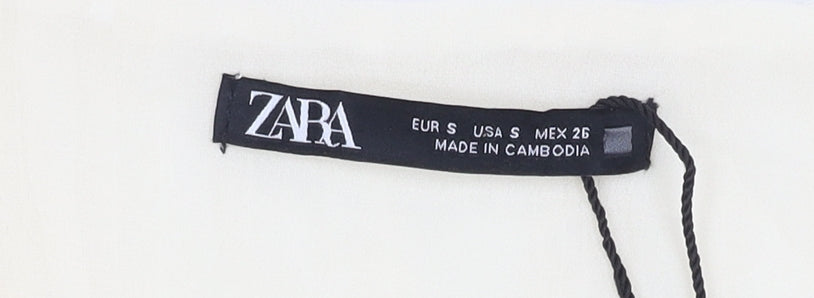 ZARA
EUR S USA S MEX 26
MADE IN CAMBODIA